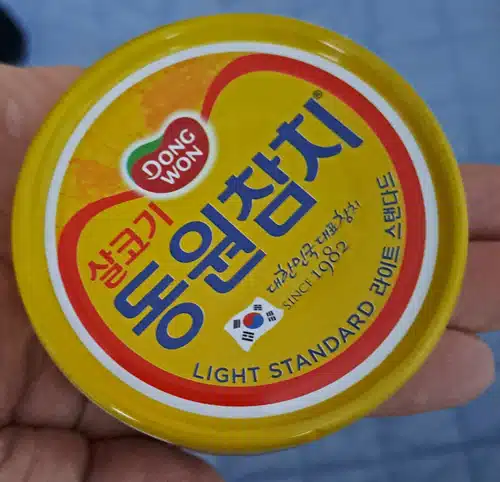 DONG
WON
살코기
동원참치®
대한민국 대표참치
SINCE 1982
LIGHT STANDARD 라이트 스탠다드